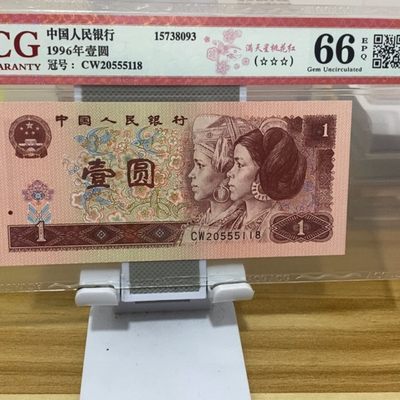 CG
GUARANTY
中国人民银行
1996年壹圆
冠号：CW20555118
15738093
满天星桃花红
(☆☆☆)
66
EPQ
Gem Uncirculated
中国人民银行
1
壹圆
1
CW20555118
1